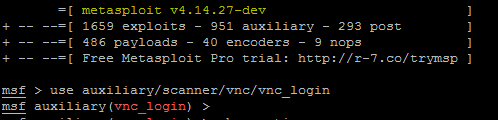 =[ metasploit v4.14.27-dev ]
+ -- --=[ 1659 exploits - 951 auxiliary - 293 post ]
+ -- --=[ 486 payloads - 40 encoders - 9 nops ]
+ -- --=[ Free Metasploit Pro trial: http://r-7.co/trymsp ]
msf > use auxiliary/scanner/vnc/vnc_login
msf auxiliary(vnc_login) >